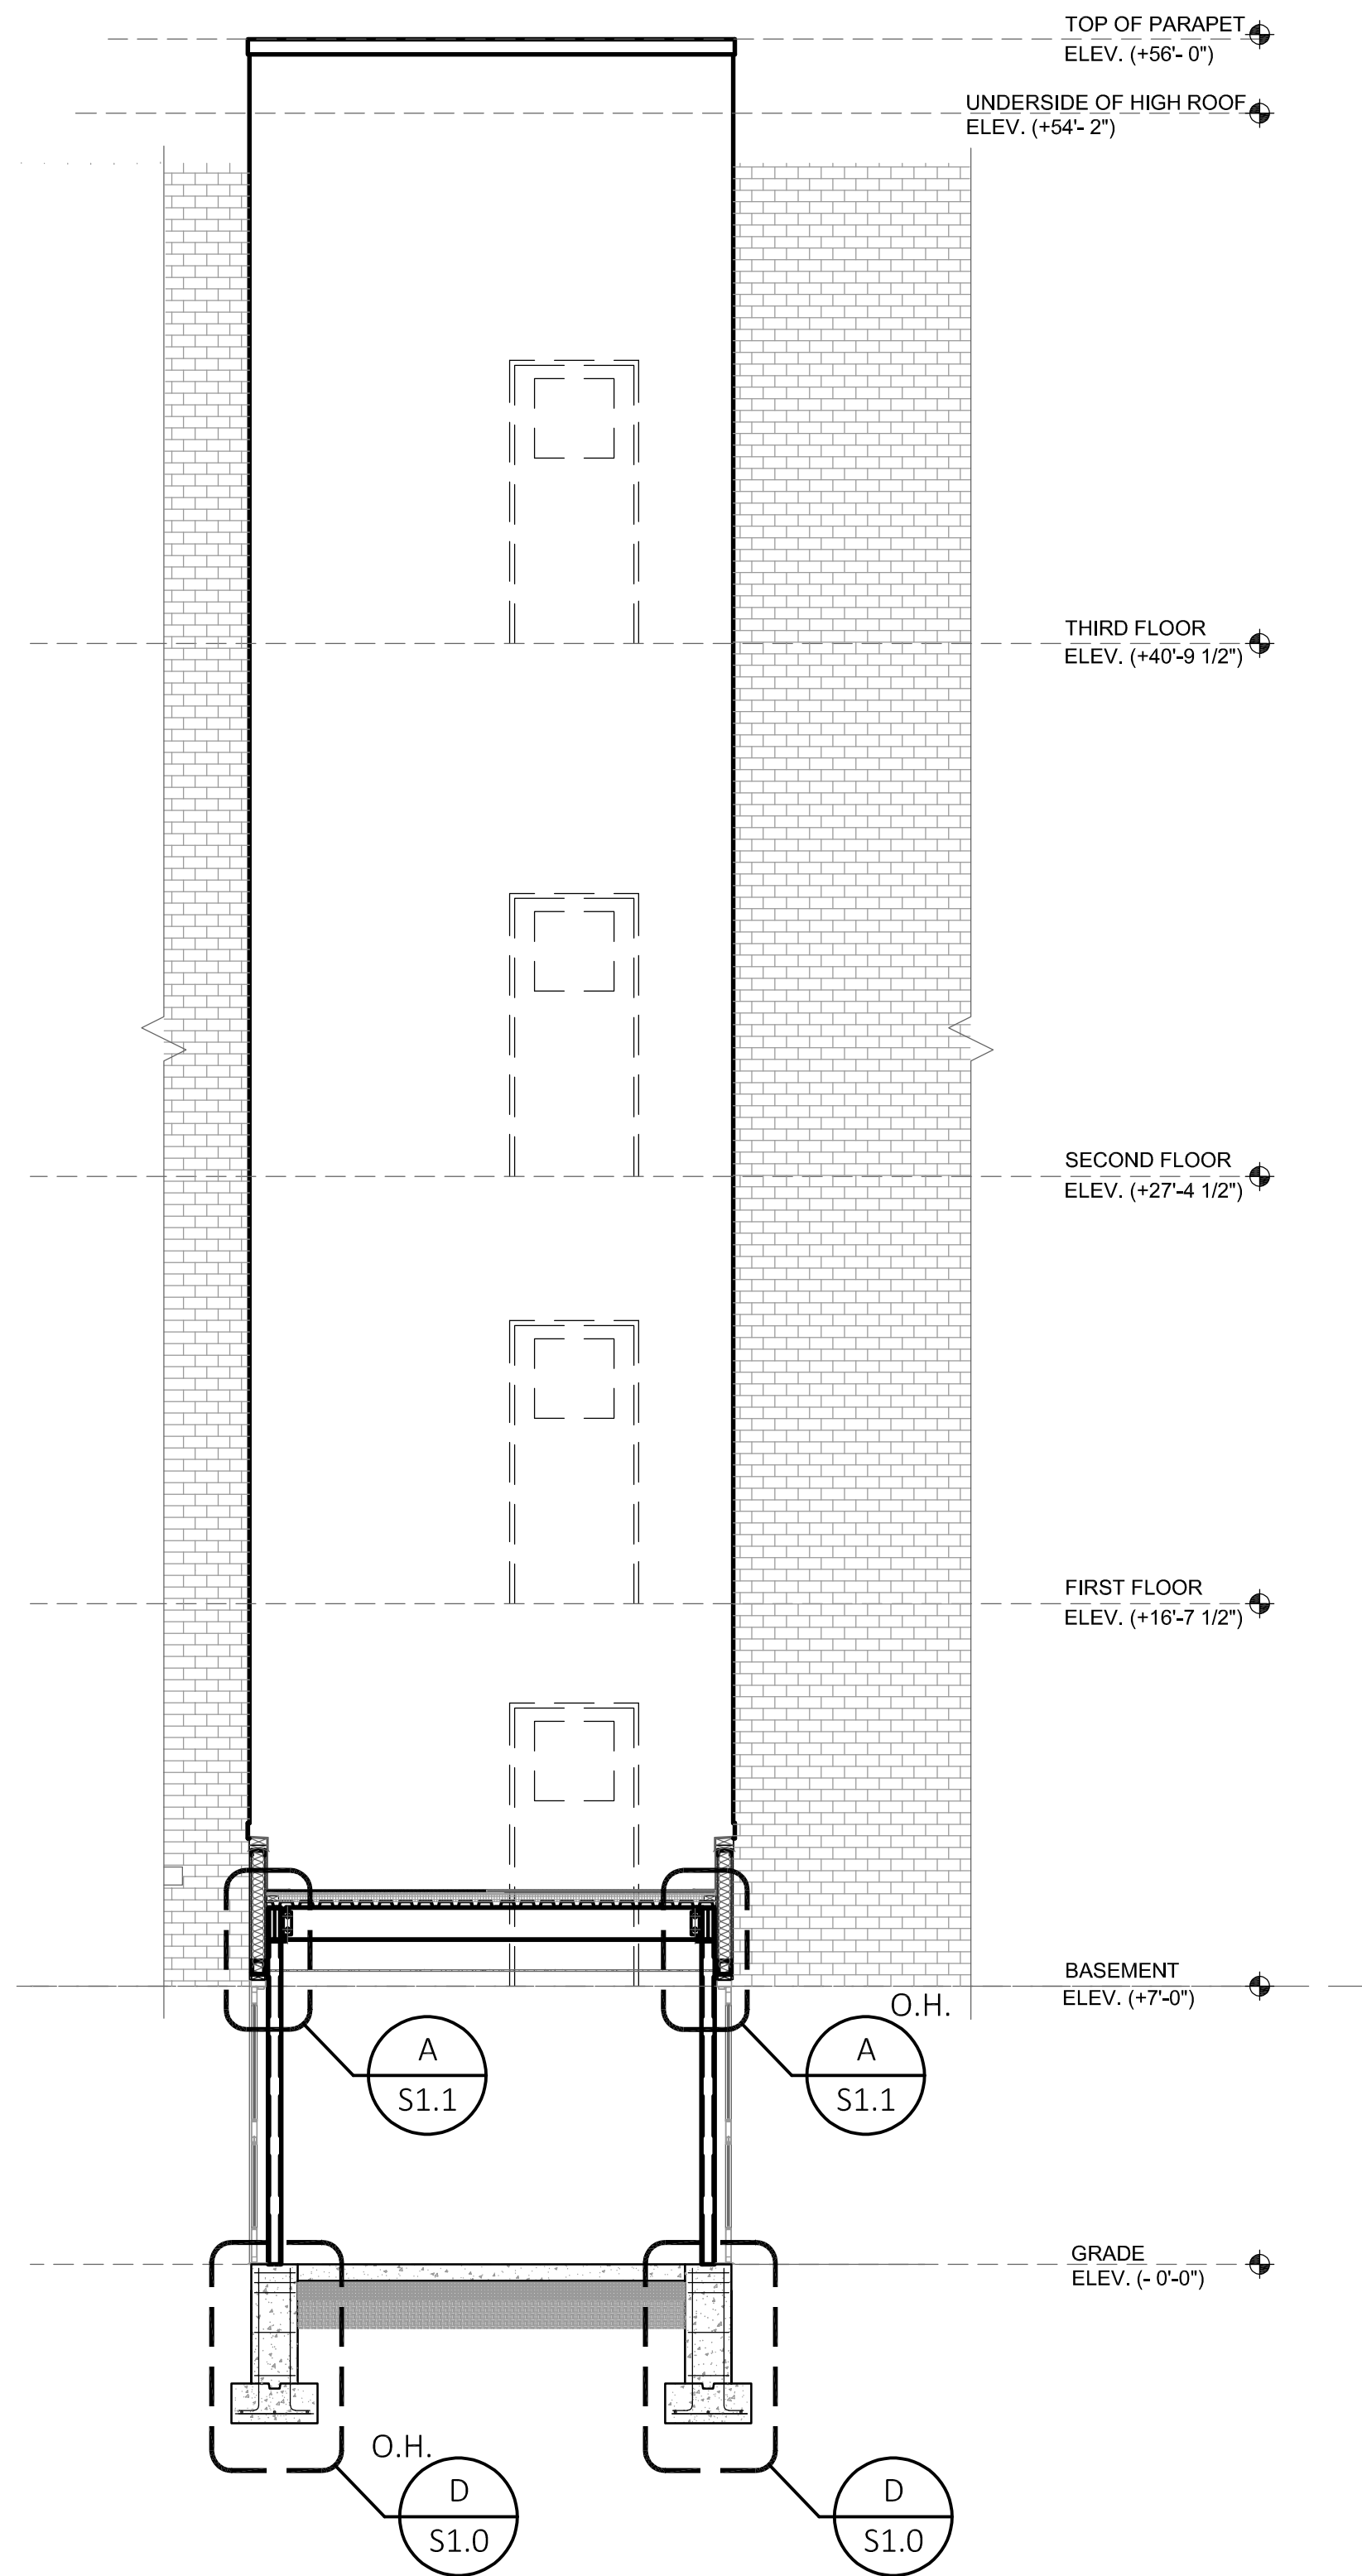 TOP OF PARAPET
ELEV. (+56'- 0")
UNDERSIDE OF HIGH ROOF
ELEV. (+54'- 2")
THIRD FLOOR
ELEV. (+40'-9 1/2")
SECOND FLOOR
ELEV. (+27'-4 1/2")
FIRST FLOOR
ELEV. (+16'-7 1/2")
BASEMENT
ELEV. (+7'-0")
O.H.
A
S1.1
A
S1.1
GRADE
ELEV. (- 0'-0")
O.H.
D
S1.0
D
S1.0